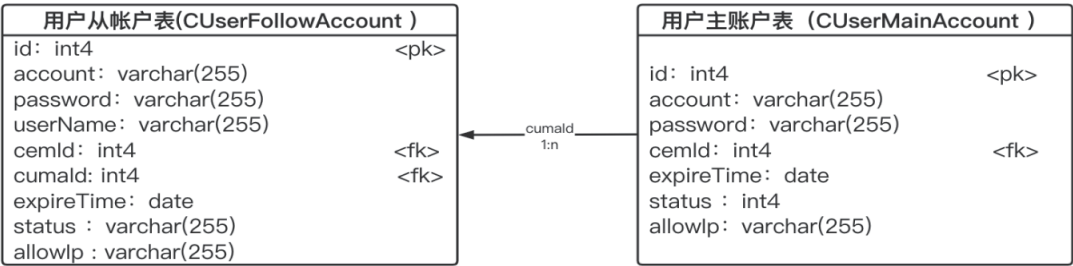 用户从帐户表(CUserFollowAccount )
id：int4 <pk>
account：varchar(255)
password：varchar(255)
userName：varchar(255)
cemId：int4 <fk>
cumaId: int4 <fk>
expireTime：date
status ：varchar(255)
allowIp : varchar(255)
cumaId
1:n
用户主账户表（CUserMainAccount ）
id：int4 <pk>
account：varchar(255)
password：varchar(255)
cemId：int4 <fk>
expireTime：date
status ：int4
allowIp：varchar(255)